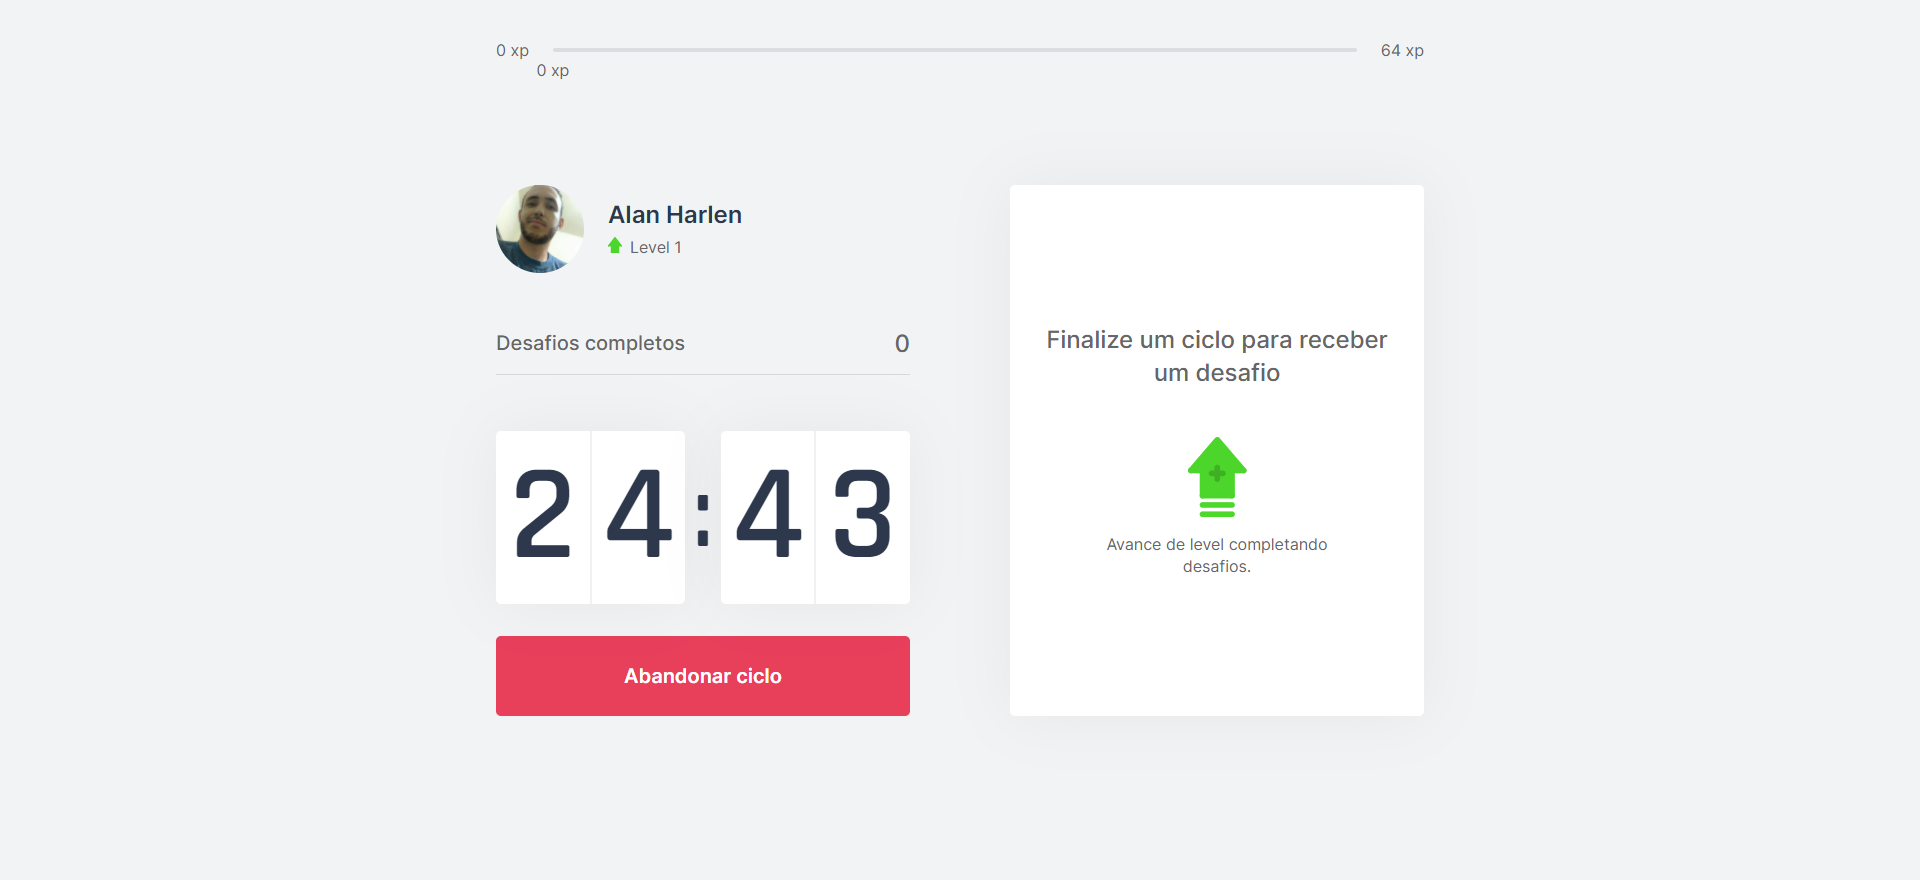 0 xp
64 xp
0 xp
Alan Harlen
Level 1
Desafios completos
0
24:43
Abandonar ciclo
Finalize um ciclo para receber
um desafio
Avance de level completando
desafios.